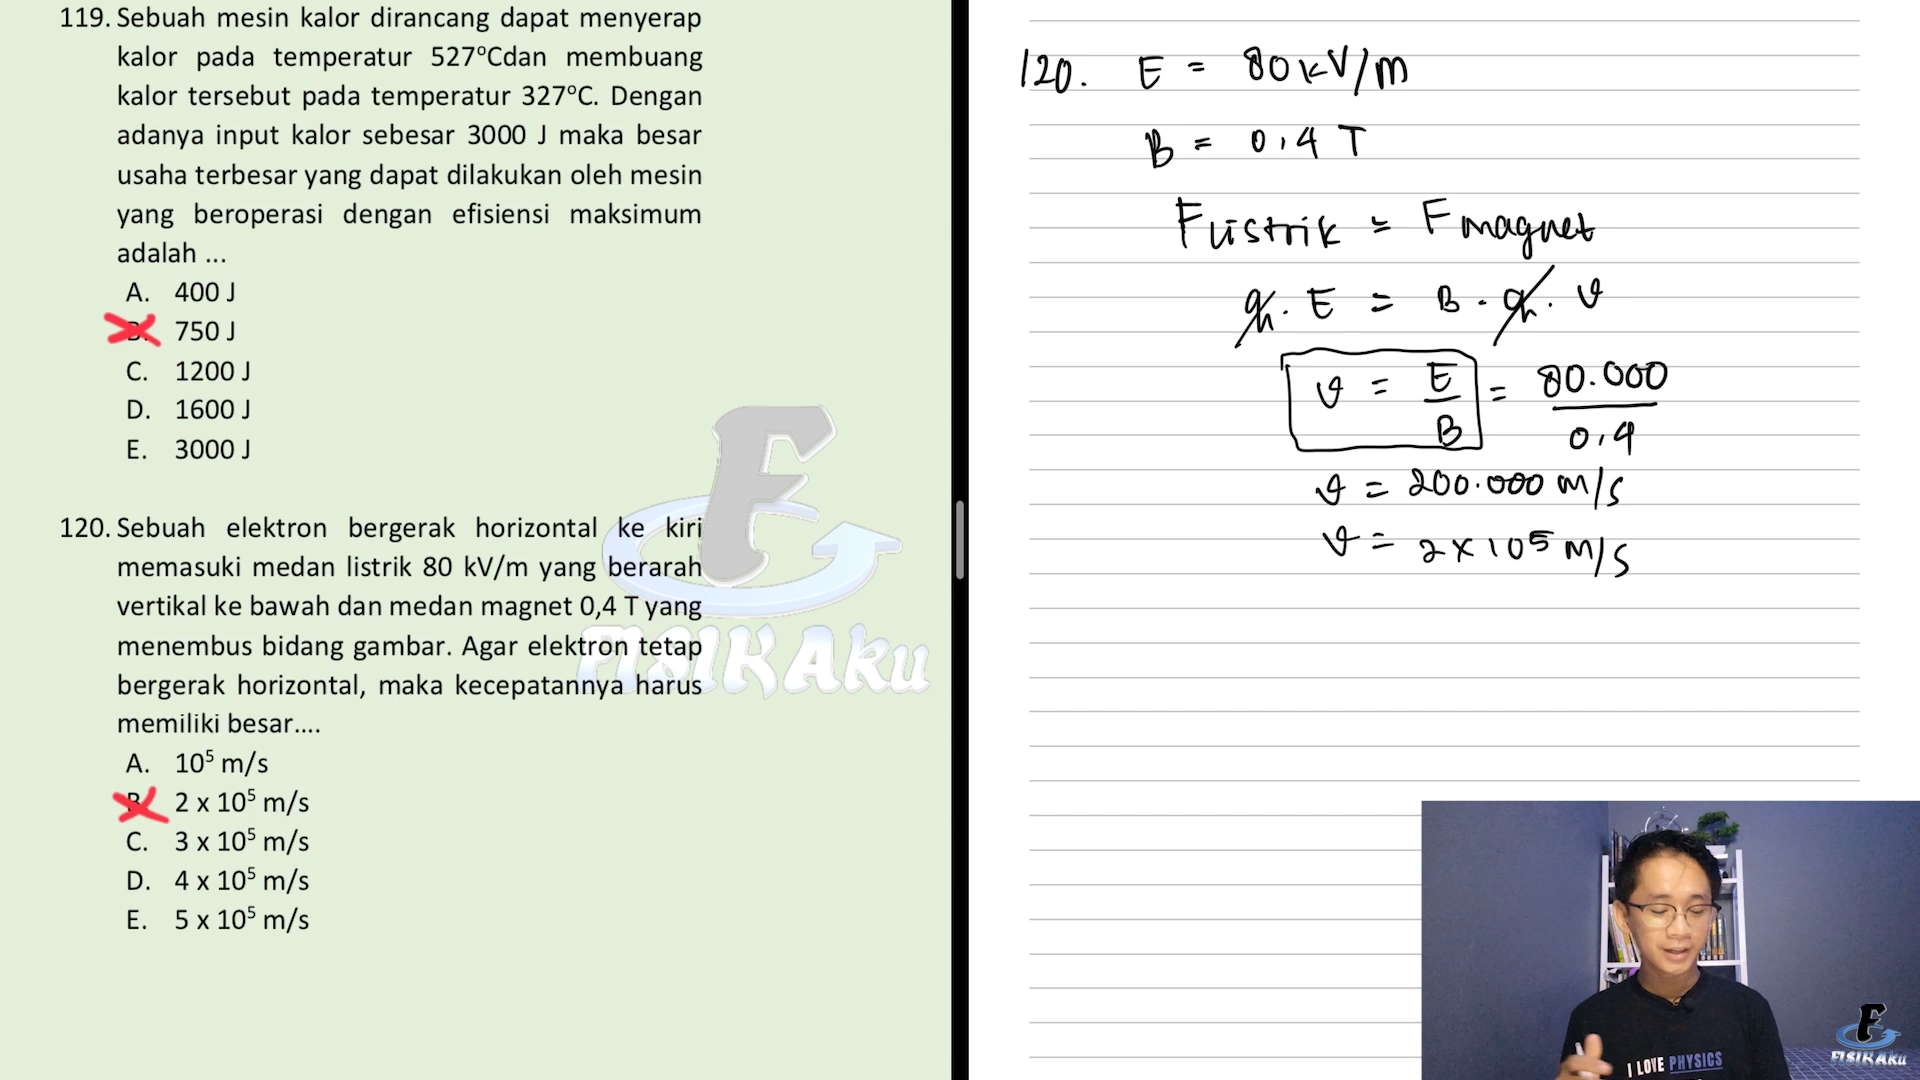 119. Sebuah mesin kalor dirancang dapat menyerap
kalor pada temperatur 527°Cdan membuang
kalor tersebut pada temperatur 327°C. Dengan
adanya input kalor sebesar 3000 J maka besar
usaha terbesar yang dapat dilakukan oleh mesin
yang beroperasi dengan efisiensi maksimum
adalah ...
A. 400 J
B. 750 J
C. 1200 J
D. 1600 J
E. 3000 J
120. Sebuah elektron bergerak horizontal ke kiri
memasuki medan listrik 80 kV/m yang berarah
vertikal ke bawah dan medan magnet 0,4 T yang
menembus bidang gambar. Agar elektron tetap
bergerak horizontal, maka kecepatannya harus
memiliki besar....
A. 10⁵ m/s
B. 2 x 10⁵ m/s
C. 3 x 10⁵ m/s
D. 4 x 10⁵ m/s
E. 5 x 10⁵ m/s
F
FISIKAKu
120. E = 80 kV/m
B = 0,4 T
F listrik = F magnet
q . E = B . q . v
v = E/B = 80.000/0,4
v = 200.000 m/s
v = 2 x 10⁵ m/s
I LOVE PHYSICS
F
FISIKAKu